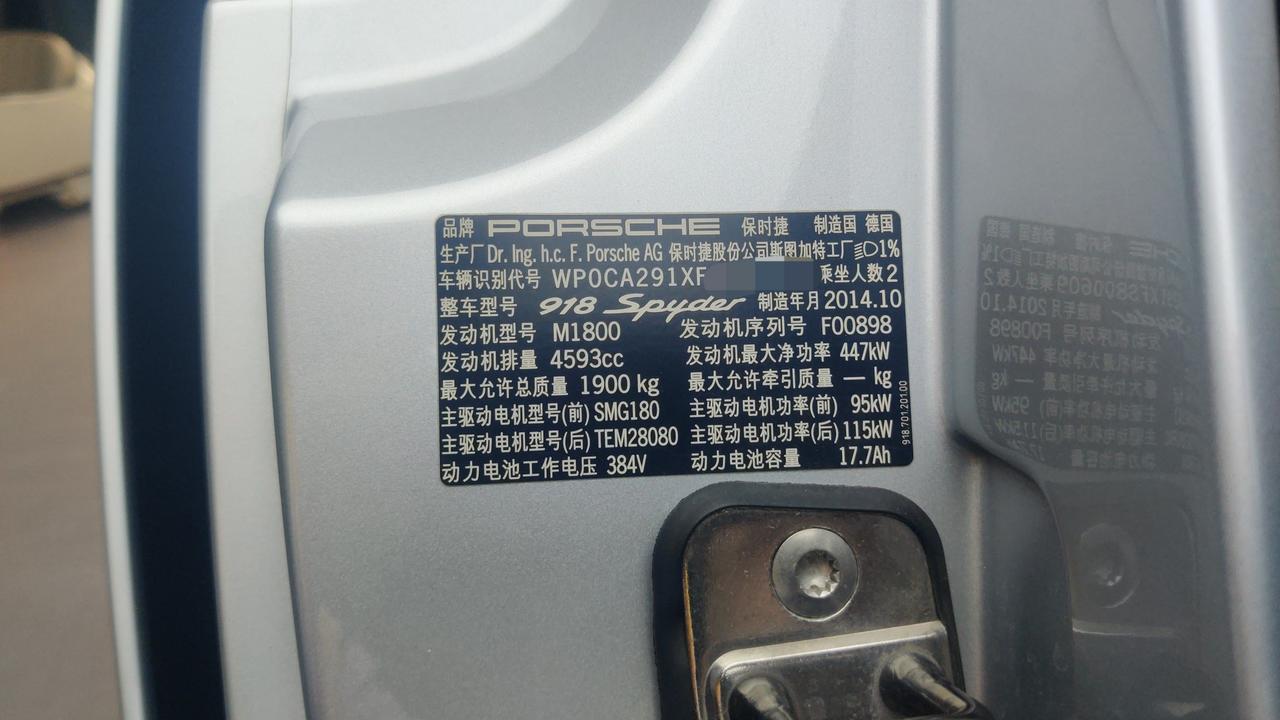 品牌 PORSCHE 保时捷 制造国 德国
生产厂 Dr. Ing. h.c. F. Porsche AG 保时捷股份公司斯图加特工厂 1%
车辆识别代号 WP0CA291XF 乘坐人数 2
整车型号 918 Spyder 制造年月 2014.10
发动机型号 M1800 发动机序列号 F00898
发动机排量 4593cc 发动机最大净功率 447kW
最大允许总质量 1900 kg 最大允许牵引质量 — kg
主驱动电机型号(前) SMG180 主驱动电机功率(前) 95kW
主驱动电机型号(后) TEM28080 主驱动电机功率(后) 115kW
动力电池工作电压 384V 动力电池容量 17.7Ah
918.701.201.00